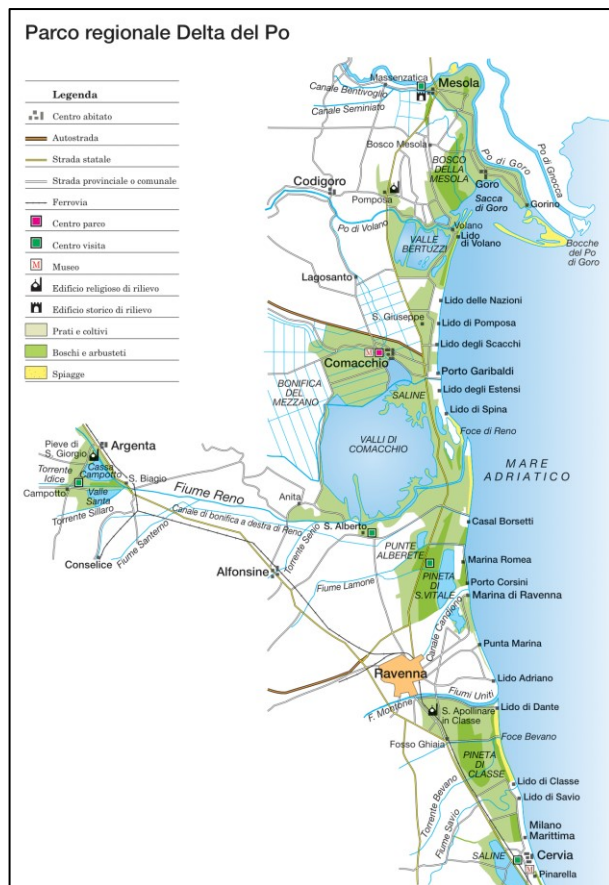 Parco regionale Delta del Po
Legenda
Centro abitato
Autostrada
Strada statale
Strada provinciale o comunale
Ferrovia
Centro parco
Centro visita
M
Museo
Edificio religioso di rilievo
Edificio storico di rilievo
Prati e coltivi
Boschi e arbusteti
Spiagge
Massenzatica
Mesola
Canale Bentivoglio
Canale Seminiato
Bosco Mesola
BOSCO
DELLA
MESOLA
Po di Goro
Po di Gnocca
Codigoro
Goro
Pomposa
Sacca
di Goro
Gorino
Po di Volano
Volano
Lido
di Volano
VALLE
BERTUZZI
Bocche
del Po
di Goro
Lagosanto
Lido delle Nazioni
S. Giuseppe
Lido di Pomposa
Lido degli Scacchi
M
Comacchio
Porto Garibaldi
BONIFICA
DEL
MEZZANO
SALINE
Lido degli Estensi
Lido di Spina
Foce di Reno
VALLI DI
COMACCHIO
MARE
ADRIATICO
Pieve di
S. Giorgio
Argenta
Cassa
Campotto
Torrente
Idice
S. Biagio
Campotto
Valle
Santa
Fiume Reno
Anita
Torrente Sillaro
Canale di bonifica a destra di Reno
S. Alberto
Casal Borsetti
Fiume Santerno
Torrente Senio
PUNTE
ALBERETE
Conselice
Alfonsine
Marina Romea
PINETA
DI
S.VITALE
Fiume Lamone
Porto Corsini
Marina di Ravenna
Canale Candiano
Punta Marina
Ravenna
Lido Adriano
Fiumi Uniti
F. Montone
S. Apollinare
in Classe
Lido di Dante
Fosso Ghiaia
Foce Bevano
PINETA
DI
CLASSE
Torrente Bevano
Lido di Classe
Lido di Savio
Fiume Savio
Milano
Marittima
SALINE
Cervia
M
Pinarella